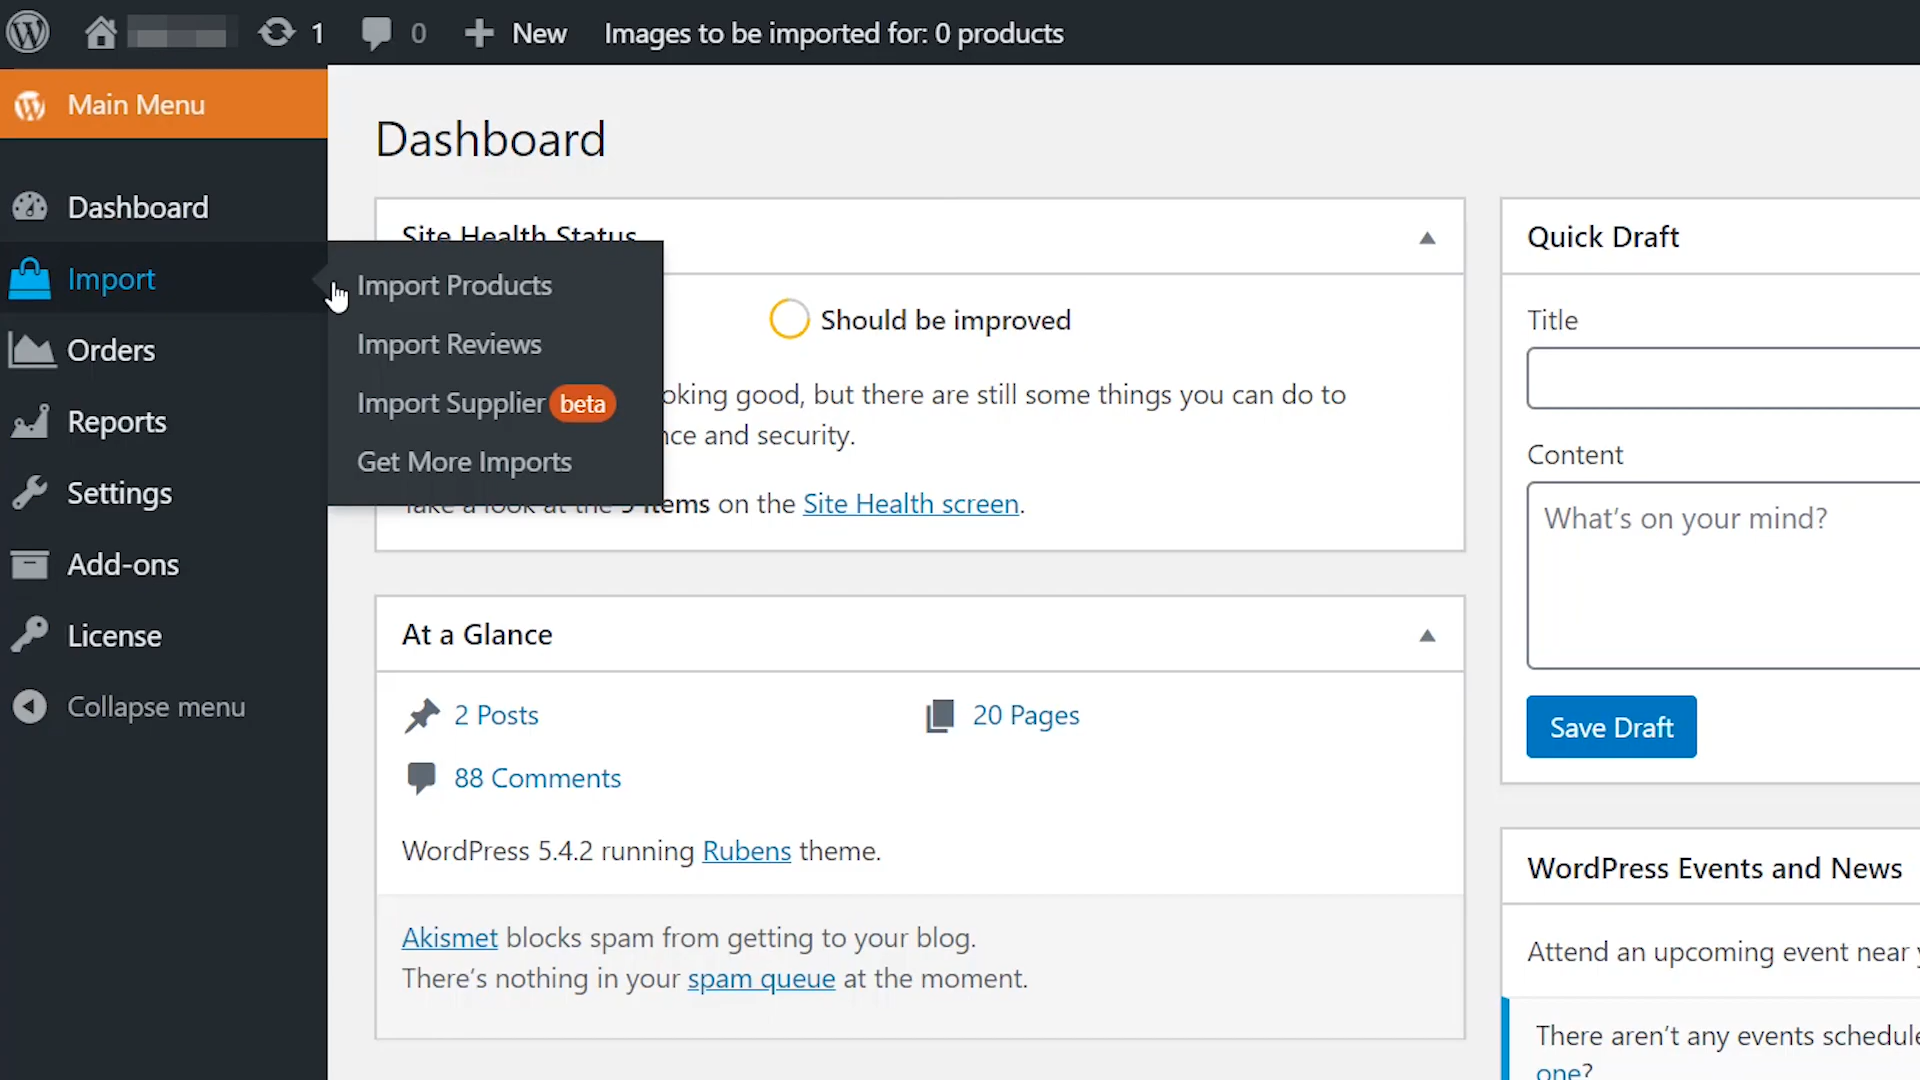 1 0 New Images to be imported for: 0 products
Main Menu
Dashboard
Import
Orders
Reports
Settings
Add-ons
License
Collapse menu
Import Products
Import Reviews
Import Supplier beta
Get More Imports
Dashboard
Site Health Status
Should be improved
oking good, but there are still some things you can do to
nce and security.
Take a look at the 5 items on the Site Health screen.
At a Glance
2 Posts
20 Pages
88 Comments
WordPress 5.4.2 running Rubens theme.
Akismet blocks spam from getting to your blog.
There's nothing in your spam queue at the moment.
Quick Draft
Title
Content
What's on your mind?
Save Draft
WordPress Events and News
Attend an upcoming event near y
There aren't any events schedule
one?